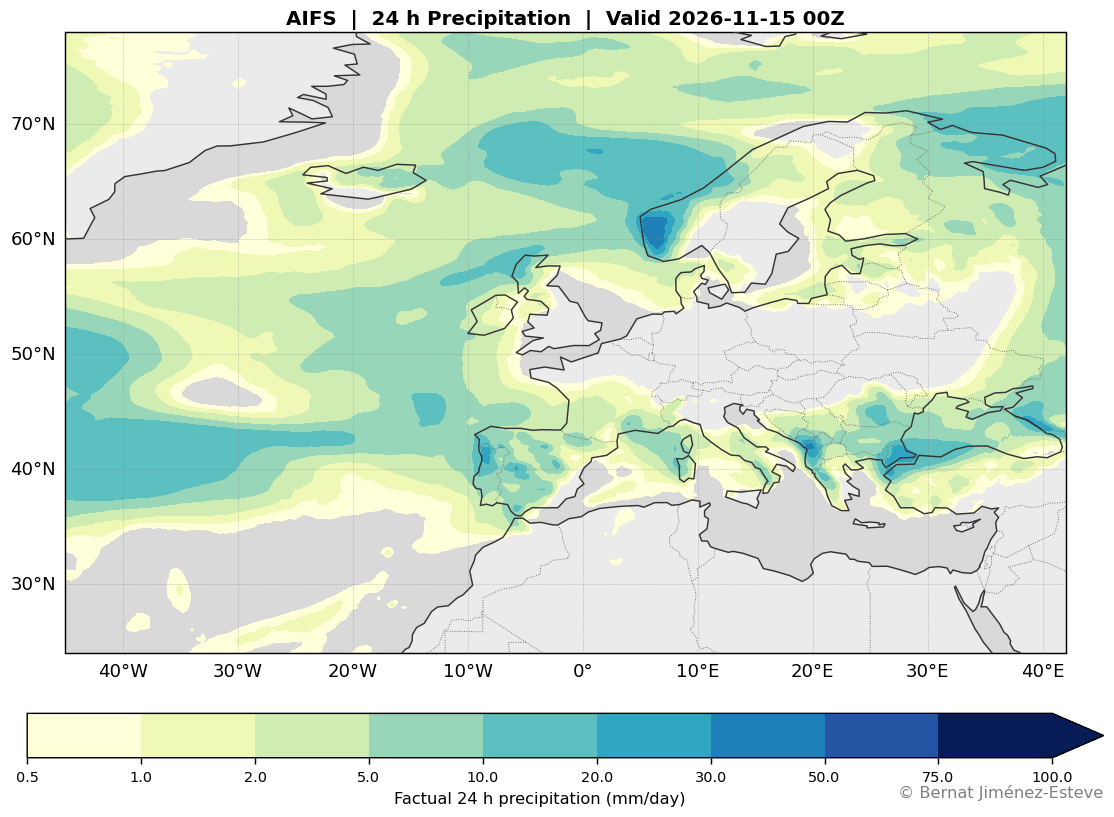 AIFS | 24 h Precipitation | Valid 2026-11-15 00Z
70°N
60°N
50°N
40°N
30°N
40°W 30°W 20°W 10°W 0° 10°E 20°E 30°E 40°E
0.5 1.0 2.0 5.0 10.0 20.0 30.0 50.0 75.0 100.0
Factual 24 h precipitation (mm/day)
© Bernat Jiménez-Esteve